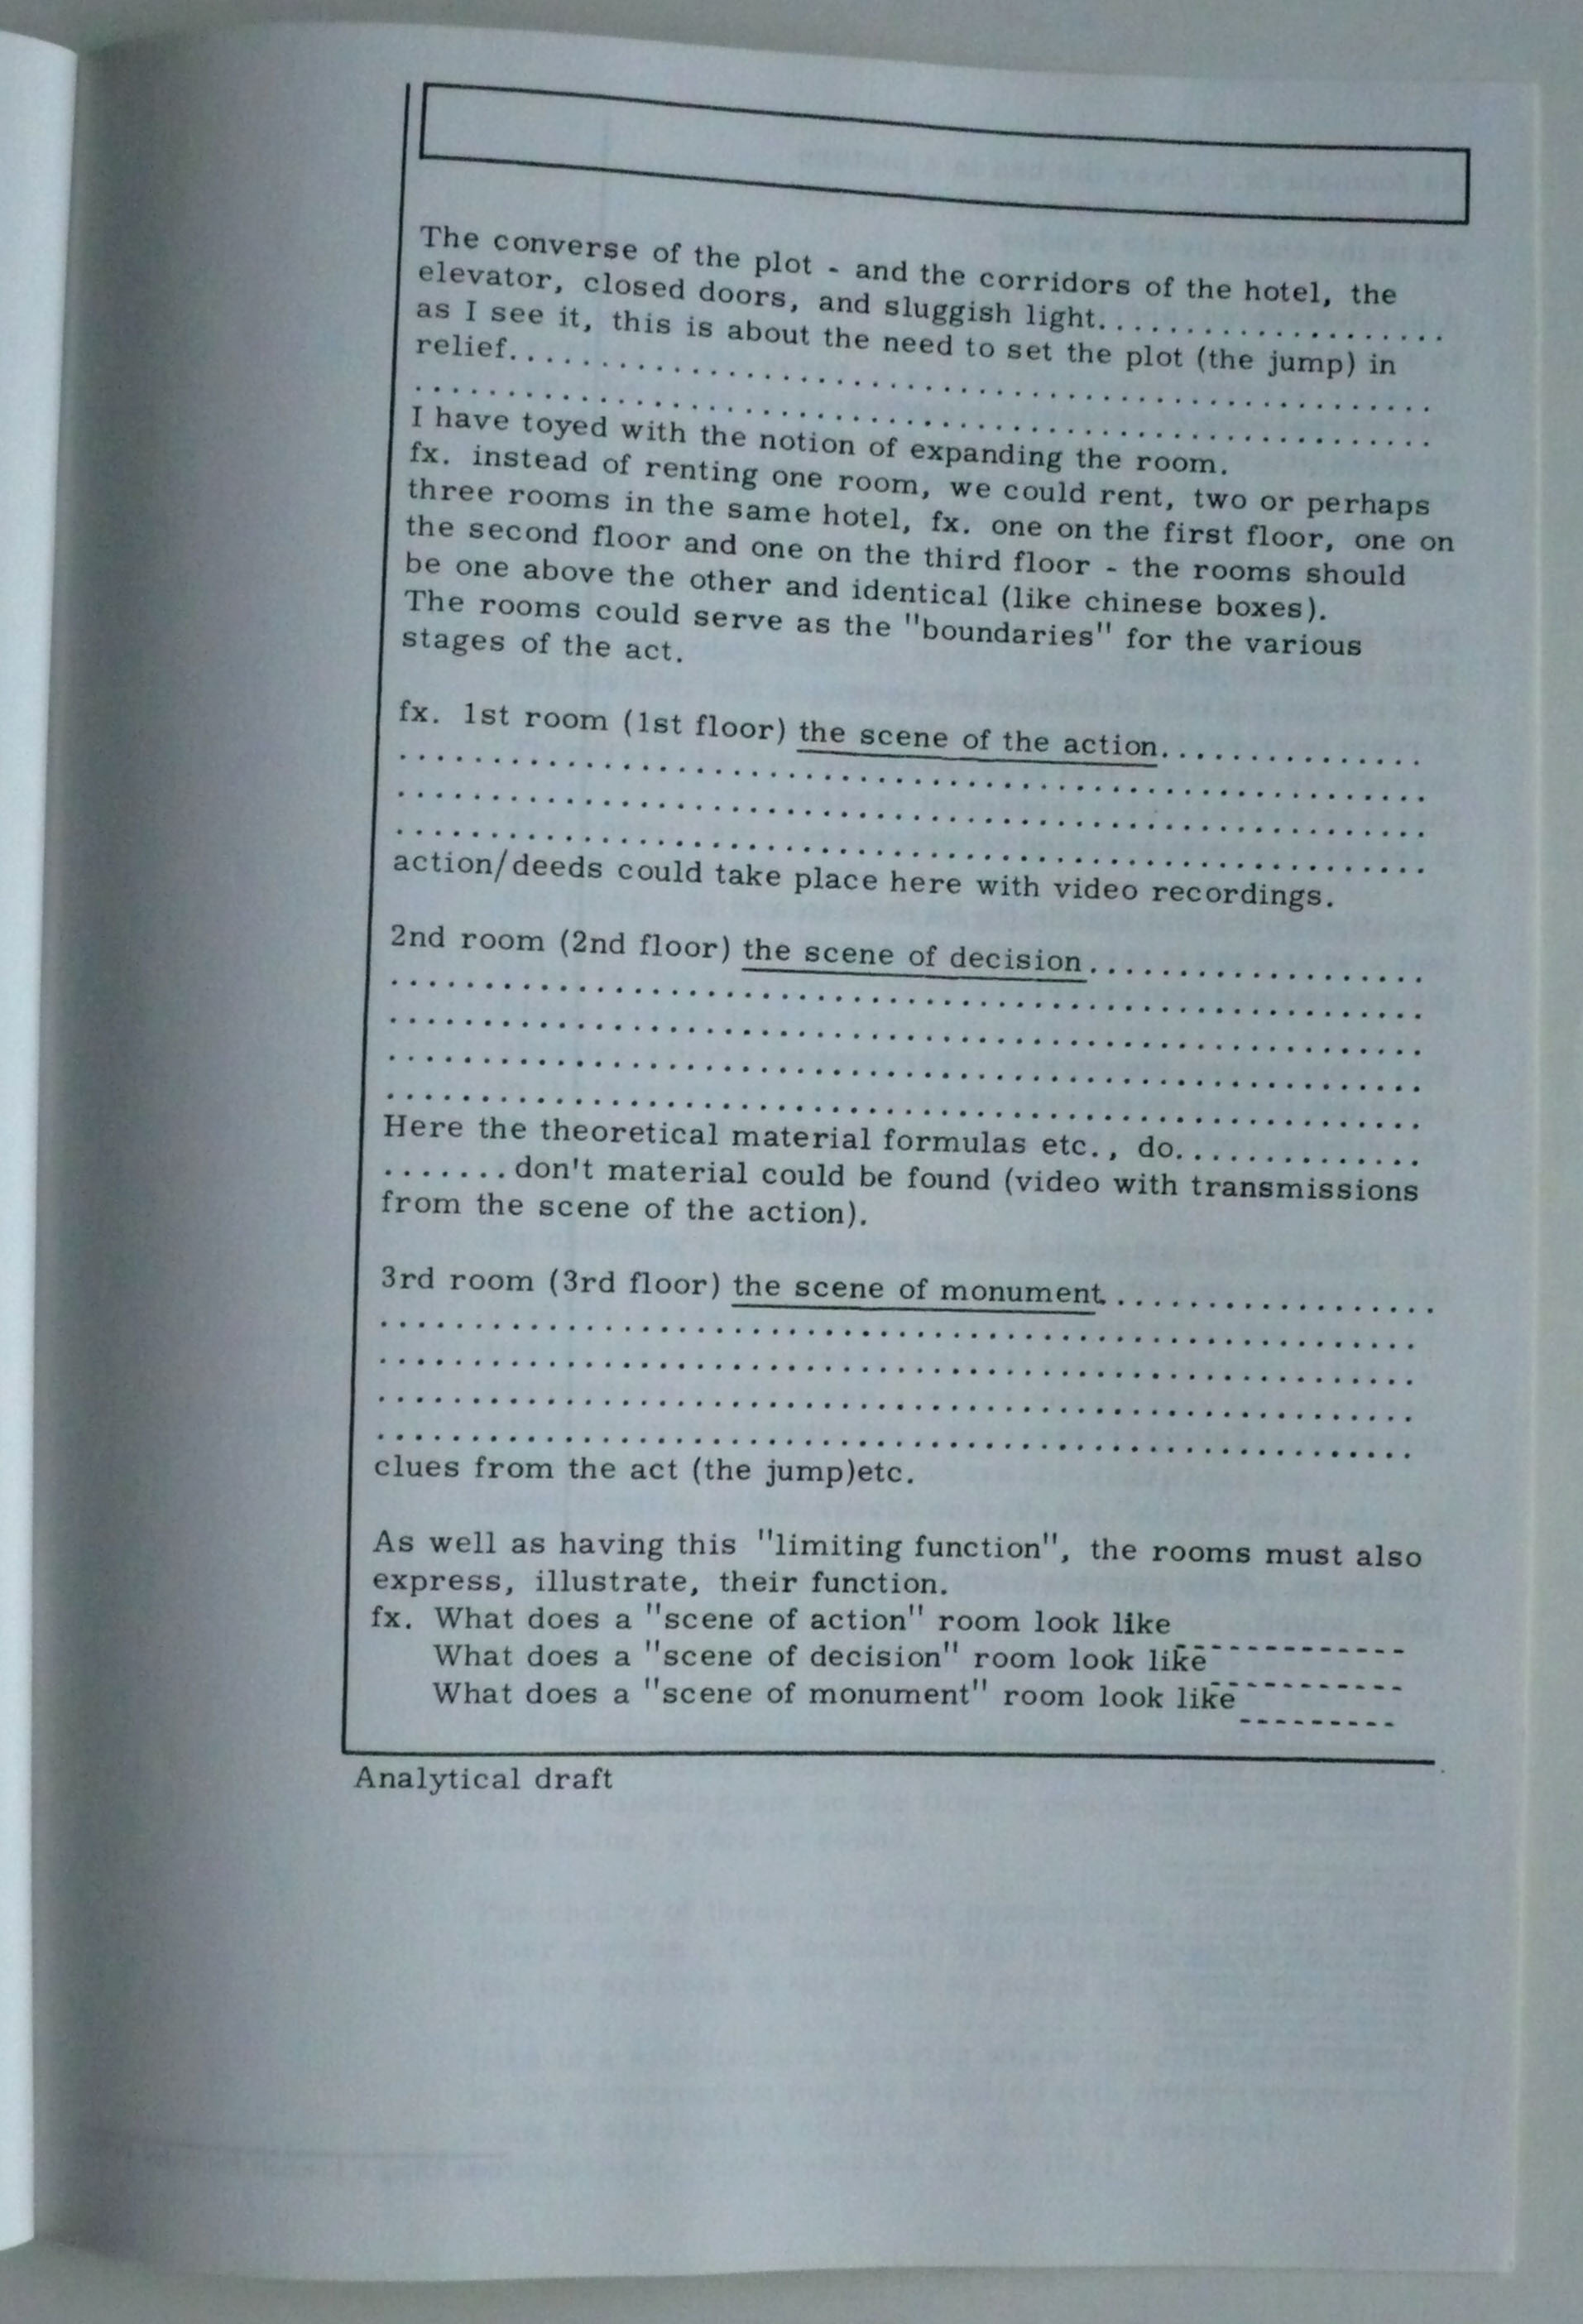 The converse of the plot - and the corridors of the hotel, the
elevator, closed doors, and sluggish light...................
as I see it, this is about the need to set the plot (the jump) in
relief..................................................
.......................................................
I have toyed with the notion of expanding the room.
fx. instead of renting one room, we could rent, two or perhaps
three rooms in the same hotel, fx. one on the first floor, one on
the second floor and one on the third floor - the rooms should
be one above the other and identical (like chinese boxes).
The rooms could serve as the "boundaries" for the various
stages of the act.
fx. 1st room (1st floor) the scene of the action...............
........................................................
........................................................
........................................................
action/deeds could take place here with video recordings.
2nd room (2nd floor) the scene of decision...................
........................................................
........................................................
........................................................
........................................................
Here the theoretical material formulas etc., do..............
.......don't material could be found (video with transmissions
from the scene of the action).
3rd room (3rd floor) the scene of monument..................
........................................................
........................................................
........................................................
........................................................
clues from the act (the jump)etc.
As well as having this "limiting function", the rooms must also
express, illustrate, their function.
fx. What does a "scene of action" room look like------------
What does a "scene of decision" room look like----------
What does a "scene of monument" room look like---------
Analytical draft